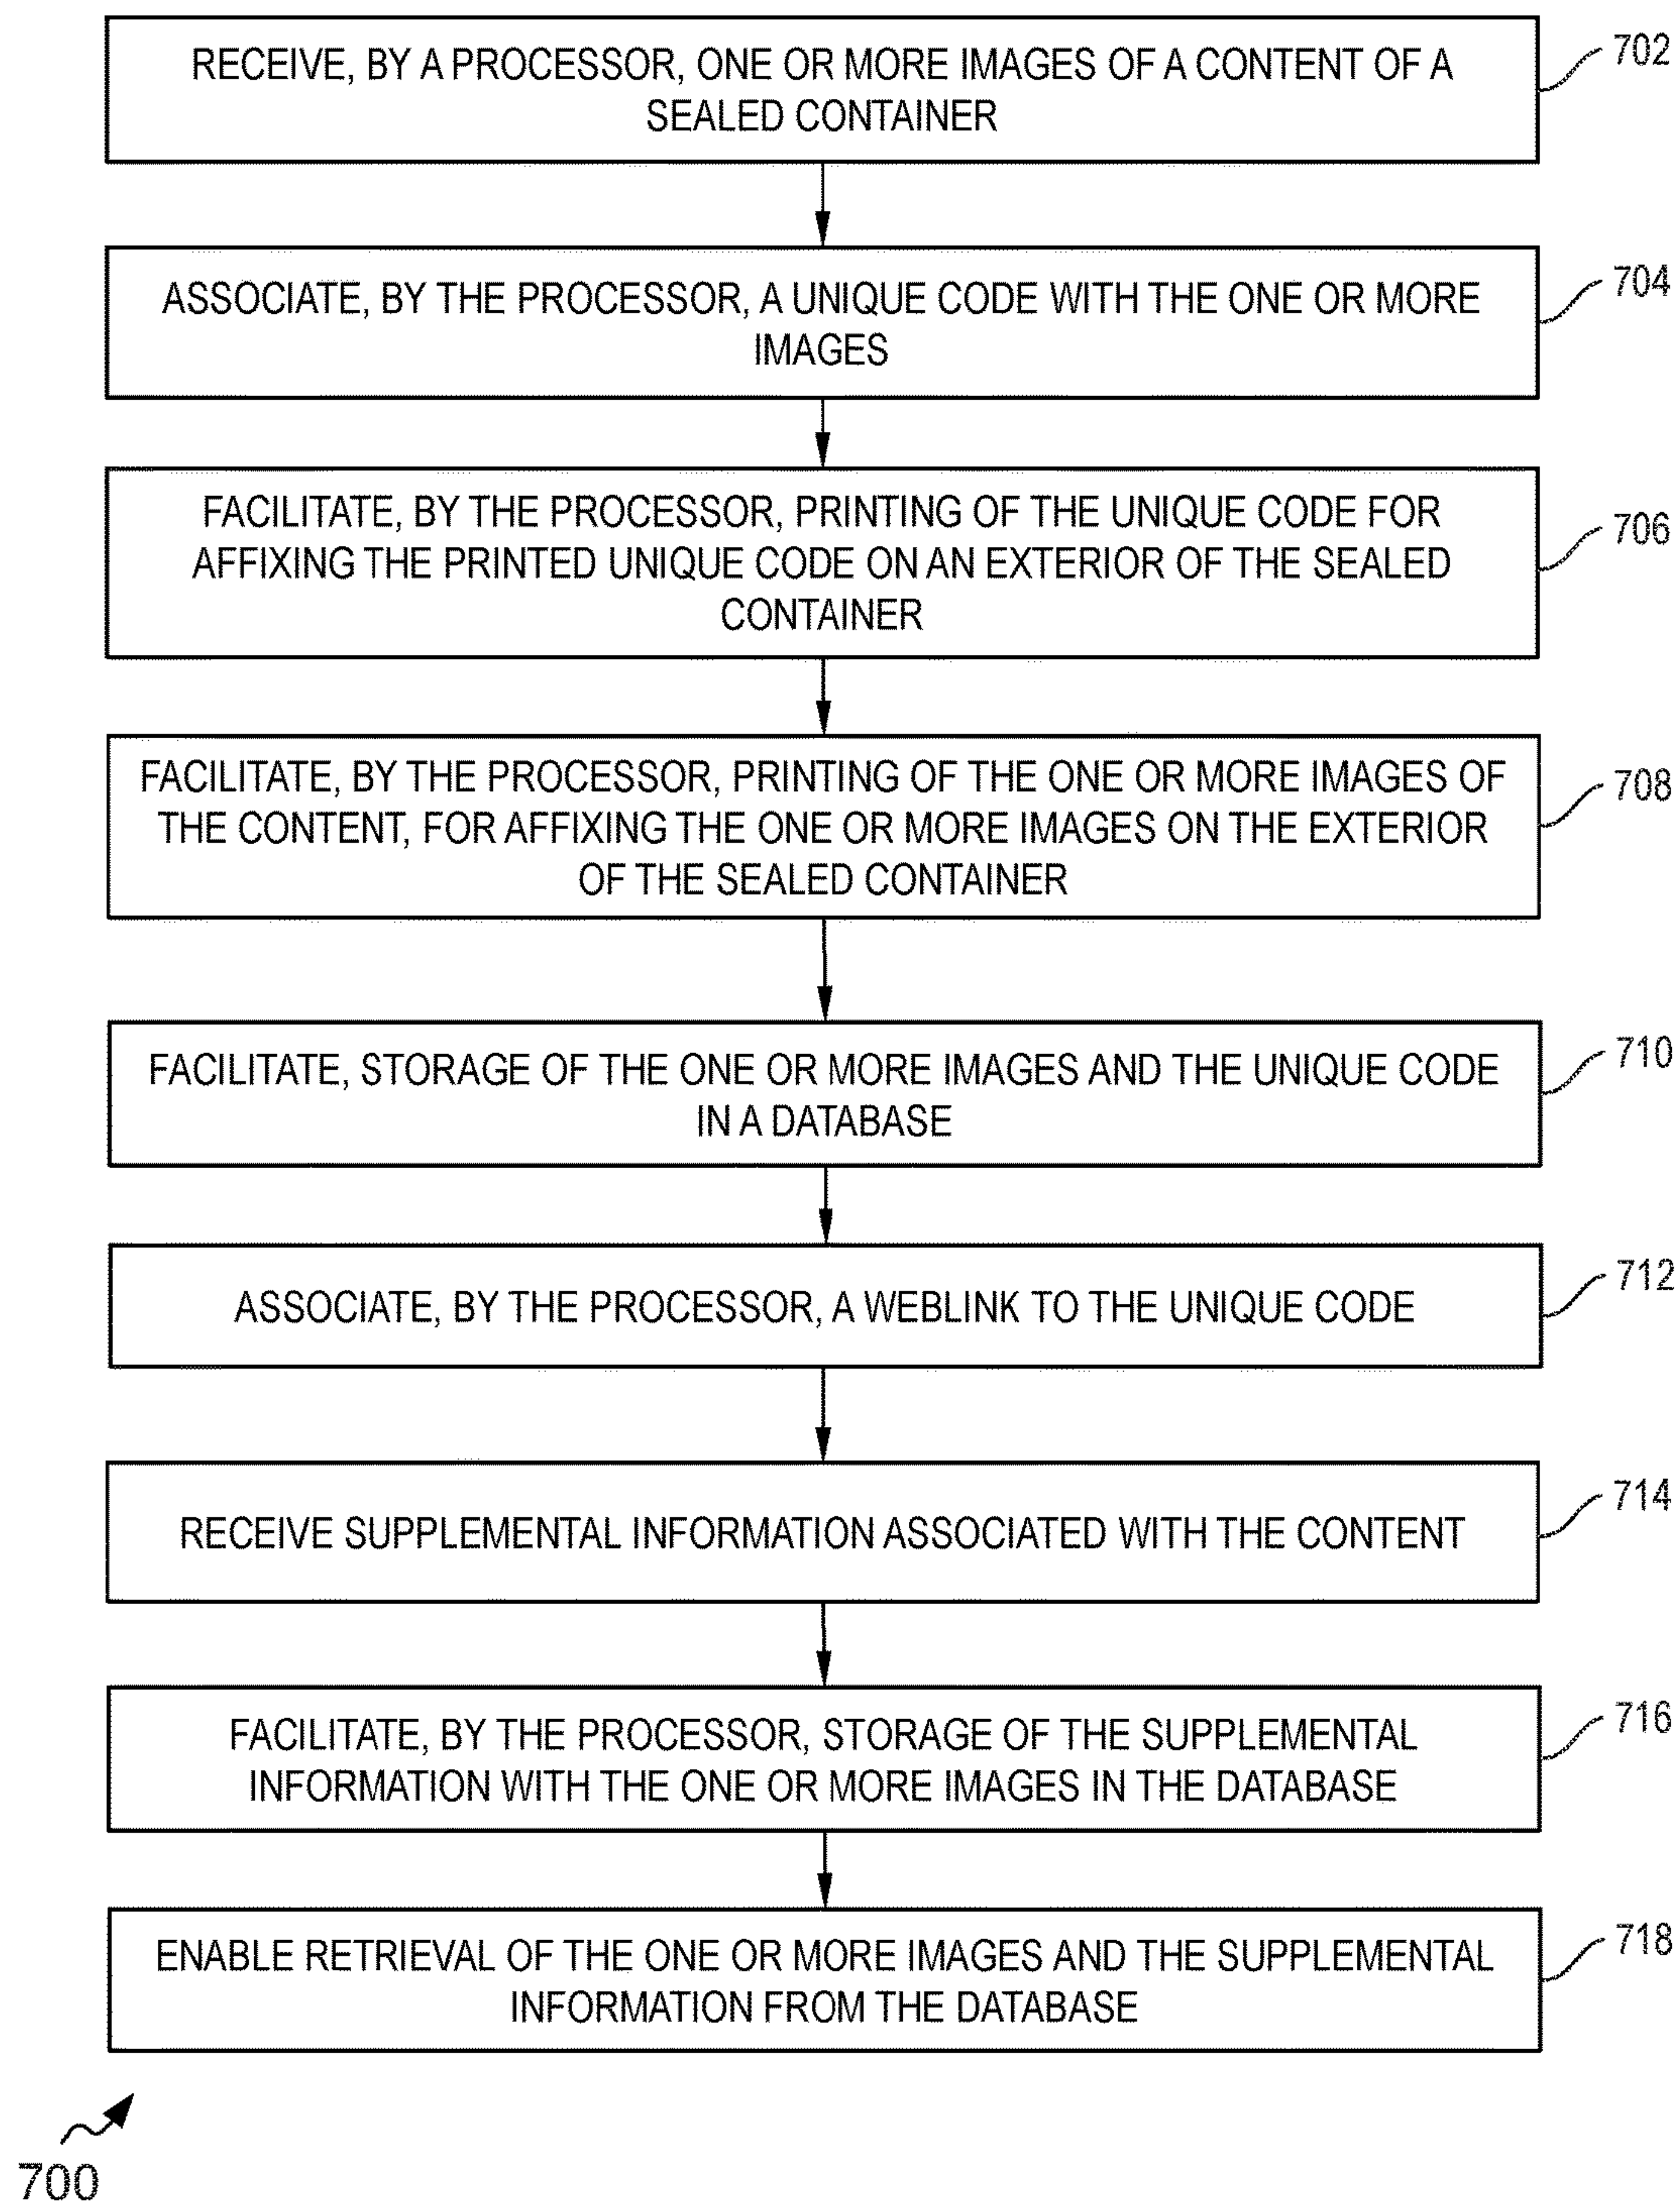 RECEIVE, BY A PROCESSOR, ONE OR MORE IMAGES OF A CONTENT OF A
SEALED CONTAINER
702
ASSOCIATE, BY THE PROCESSOR, A UNIQUE CODE WITH THE ONE OR MORE
IMAGES
704
FACILITATE, BY THE PROCESSOR, PRINTING OF THE UNIQUE CODE FOR
AFFIXING THE PRINTED UNIQUE CODE ON AN EXTERIOR OF THE SEALED
CONTAINER
706
FACILITATE, BY THE PROCESSOR, PRINTING OF THE ONE OR MORE IMAGES OF
THE CONTENT, FOR AFFIXING THE ONE OR MORE IMAGES ON THE EXTERIOR
OF THE SEALED CONTAINER
708
FACILITATE, STORAGE OF THE ONE OR MORE IMAGES AND THE UNIQUE CODE
IN A DATABASE
710
ASSOCIATE, BY THE PROCESSOR, A WEBLINK TO THE UNIQUE CODE
712
RECEIVE SUPPLEMENTAL INFORMATION ASSOCIATED WITH THE CONTENT
714
FACILITATE, BY THE PROCESSOR, STORAGE OF THE SUPPLEMENTAL
INFORMATION WITH THE ONE OR MORE IMAGES IN THE DATABASE
716
ENABLE RETRIEVAL OF THE ONE OR MORE IMAGES AND THE SUPPLEMENTAL
INFORMATION FROM THE DATABASE
718
700